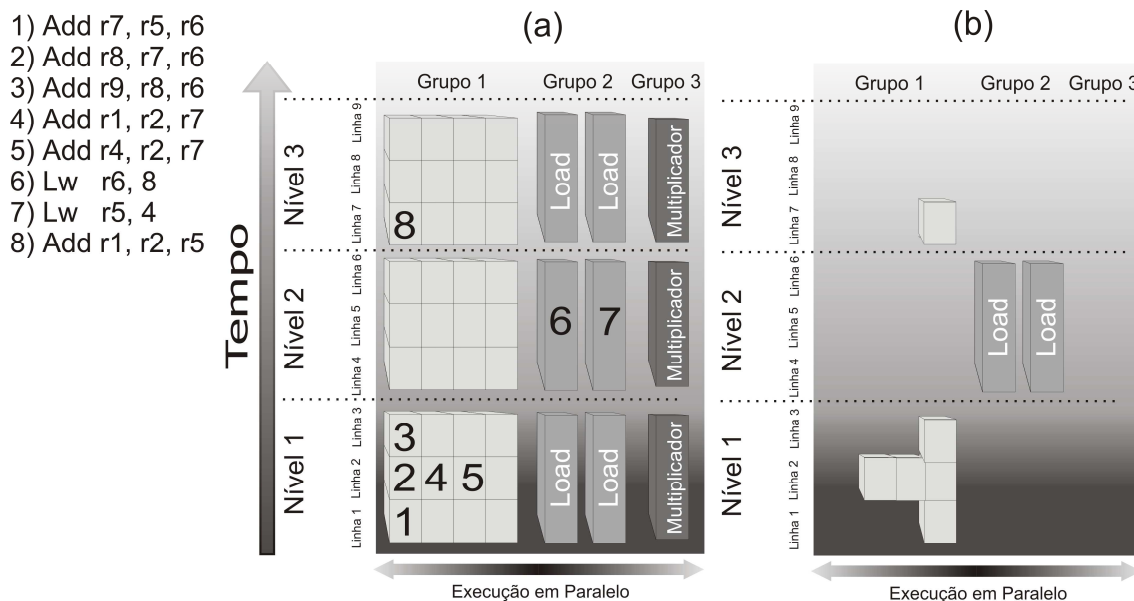 1) Add r7, r5, r6
2) Add r8, r7, r6
3) Add r9, r8, r6
4) Add r1, r2, r7
5) Add r4, r2, r7
6) Lw r6, 8
7) Lw r5, 4
8) Add r1, r2, r5
Tempo
(a)
Grupo 1 Grupo 2 Grupo 3
Nível 3
Linha 9
Linha 8
Linha 7
8
Load
Load
Multiplicador
Nível 2
Linha 6
Linha 5
Linha 4
6
7
Multiplicador
Nível 1
Linha 3
Linha 2
Linha 1
3
2 4 5
1
Load
Load
Multiplicador
Execução em Paralelo
(b)
Grupo 1 Grupo 2 Grupo 3
Nível 3
Linha 9
Linha 8
Linha 7
Nível 2
Linha 6
Linha 5
Linha 4
Load
Load
Nível 1
Linha 3
Linha 2
Linha 1
Execução em Paralelo